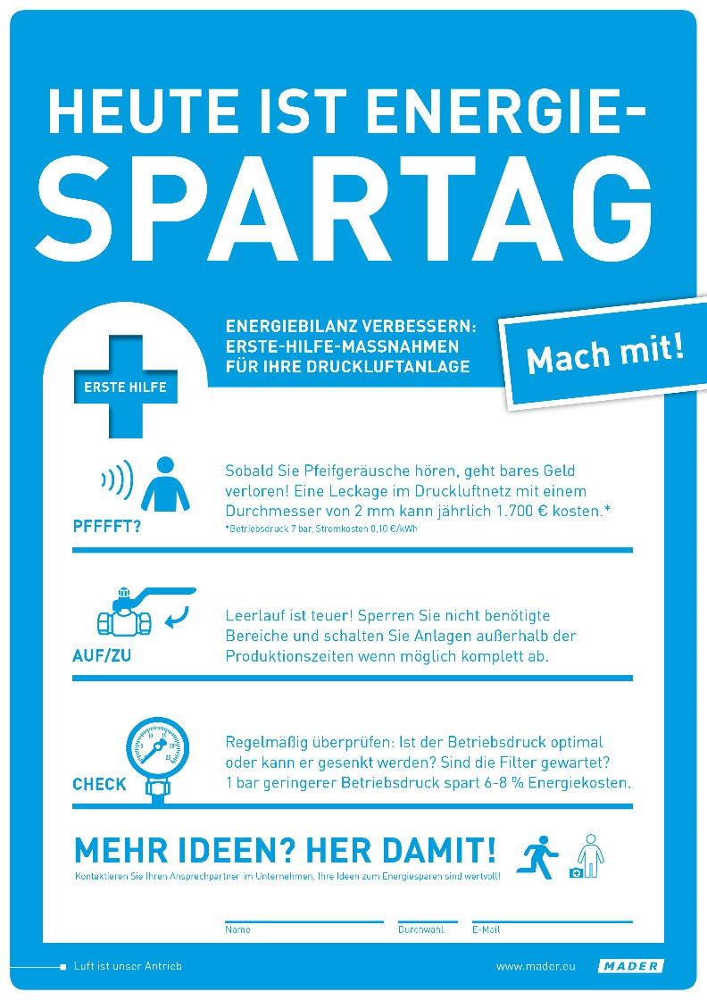 HEUTE IST ENERGIE-
SPARTAG
ENERGIEBILANZ VERBESSERN:
ERSTE-HILFE-MASSNAHMEN
FÜR IHRE DRUCKLUFTANLAGE
Mach mit!
ERSTE HILFE
Sobald Sie Pfeifgeräusche hören, geht bares Geld
verloren! Eine Leckage im Druckluftnetz mit einem
Durchmesser von 2 mm kann jährlich 1.700 € kosten.*
*Betriebsdruck 7 bar, Stromkosten 0,10 €/kWh
PFFFFT?
Leerlauf ist teuer! Sperren Sie nicht benötigte
Bereiche und schalten Sie Anlagen außerhalb der
Produktionszeiten wenn möglich komplett ab.
AUF/ZU
5 10 15 20 25
Regelmäßig überprüfen: Ist der Betriebsdruck optimal
oder kann er gesenkt werden? Sind die Filter gewartet?
1 bar geringerer Betriebsdruck spart 6-8 % Energiekosten.
CHECK
MEHR IDEEN? HER DAMIT!
Kontaktieren Sie Ihren Ansprechpartner im Unternehmen, Ihre Ideen zum Energiesparen sind wertvoll!
Name Durchwahl E-Mail
Luft ist unser Antrieb
www.mader.eu MADER